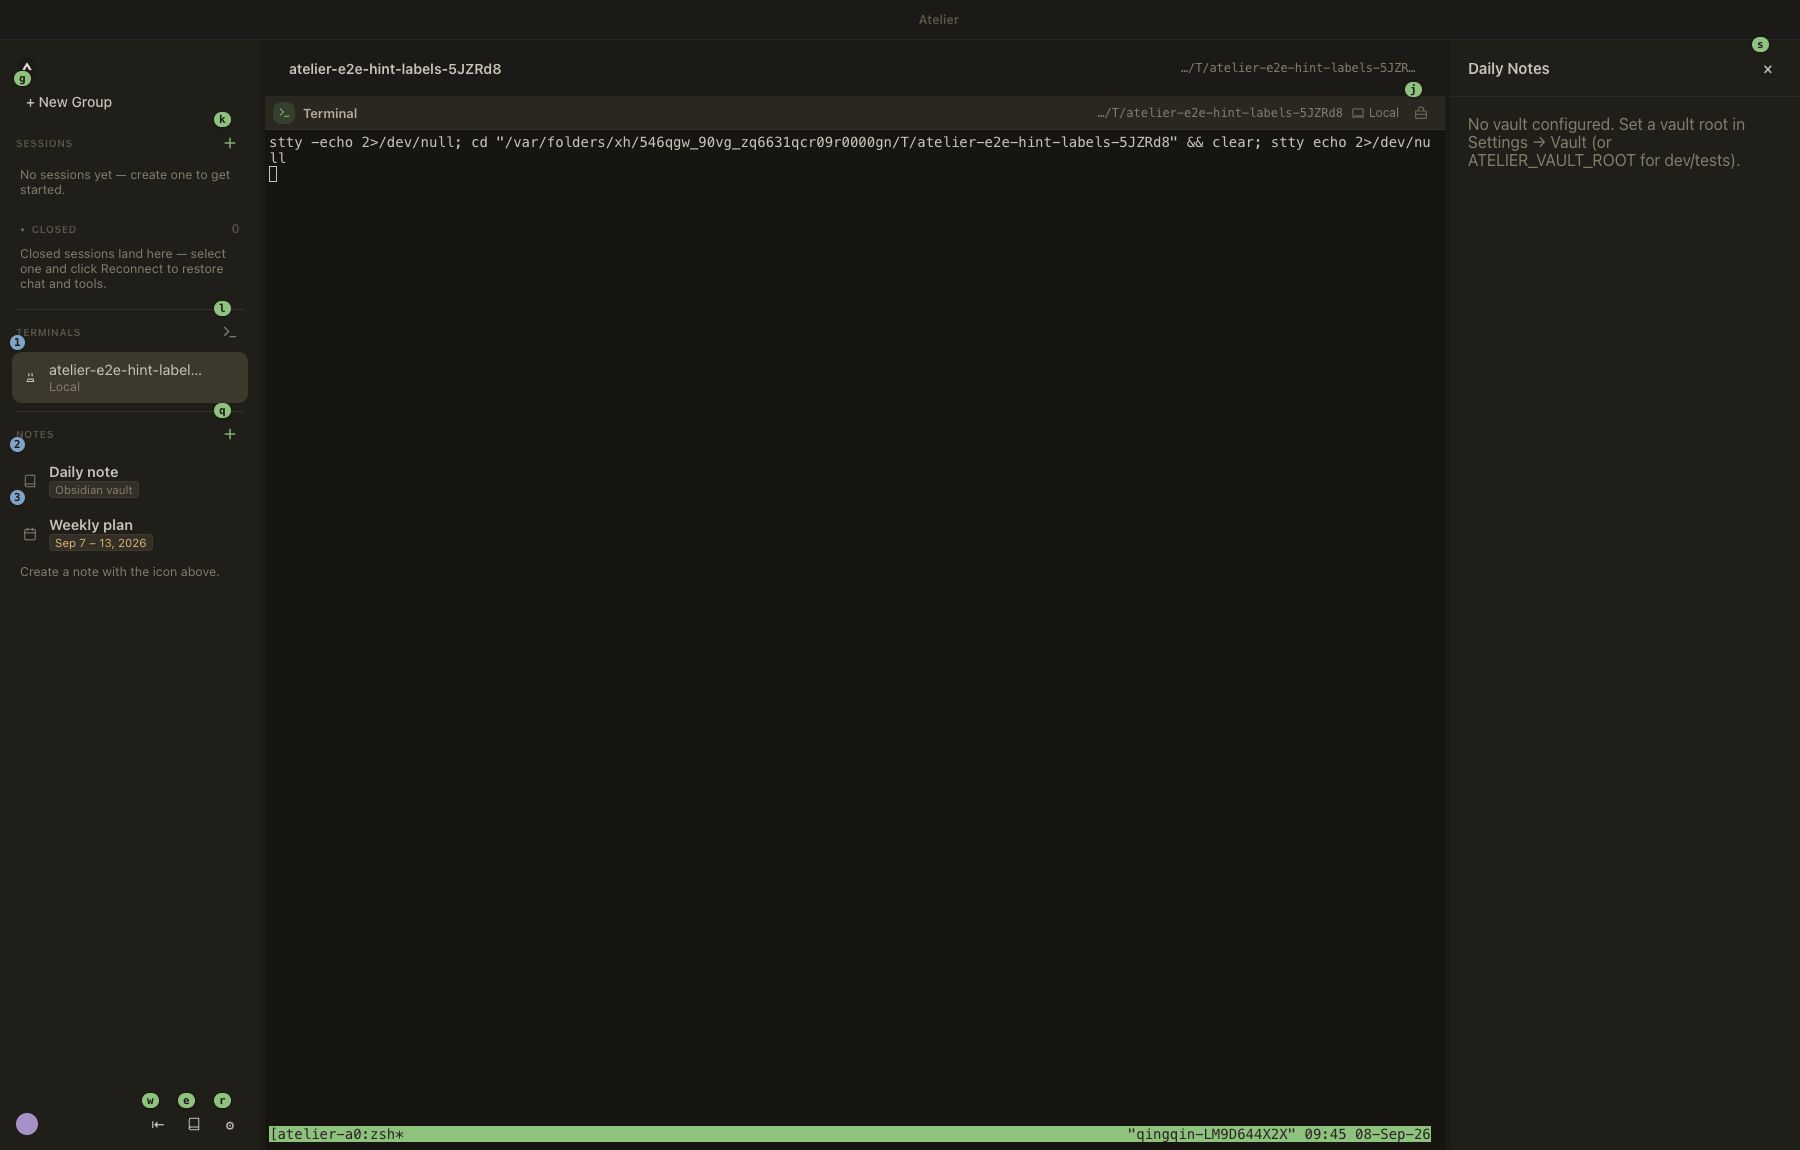 Atelier
g
+ New Group
k
SESSIONS
No sessions yet — create one to get
started.
CLOSED 0
Closed sessions land here — select
one and click Reconnect to restore
chat and tools.
l
TERMINALS
1
atelier-e2e-hint-label...
Local
q
NOTES
2
Daily note
Obsidian vault
3
Weekly plan
Sep 7 – 13, 2026
Create a note with the icon above.
w e r
atelier-e2e-hint-labels-5JZRd8 …/T/atelier-e2e-hint-labels-5JZR…
j
Terminal …/T/atelier-e2e-hint-labels-5JZRd8 Local
stty -echo 2>/dev/null; cd "/var/folders/xh/546qgw_90vg_zq6631qcr09r0000gn/T/atelier-e2e-hint-labels-5JZRd8" && clear; stty echo 2>/dev/nu
ll
[atelier-a0:zsh* "qingqin-LM9D644X2X" 09:45 08-Sep-26
s
Daily Notes ×
No vault configured. Set a vault root in
Settings → Vault (or
ATELIER_VAULT_ROOT for dev/tests).